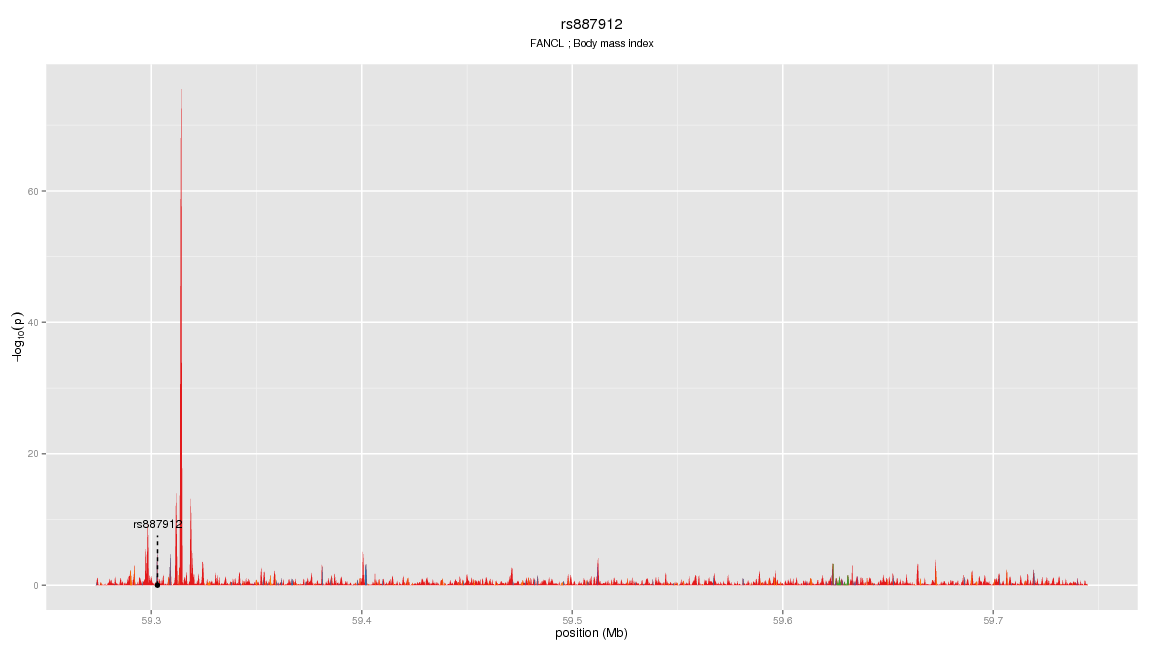 rs887912
FANCL ; Body mass index
60
40
20
0
−log10(p)
rs887912
59.3
59.4
59.5
59.6
59.7
position (Mb)